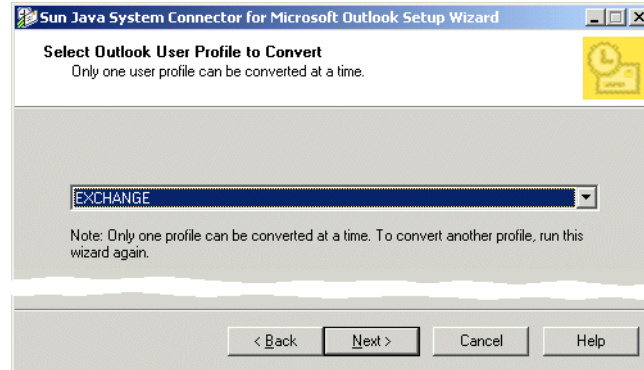 Sun Java System Connector for Microsoft Outlook Setup Wizard
Select Outlook User Profile to Convert
Only one user profile can be converted at a time.
EXCHANGE
Note: Only one profile can be converted at a time. To convert another profile, run this
wizard again.
< Back Next > Cancel Help